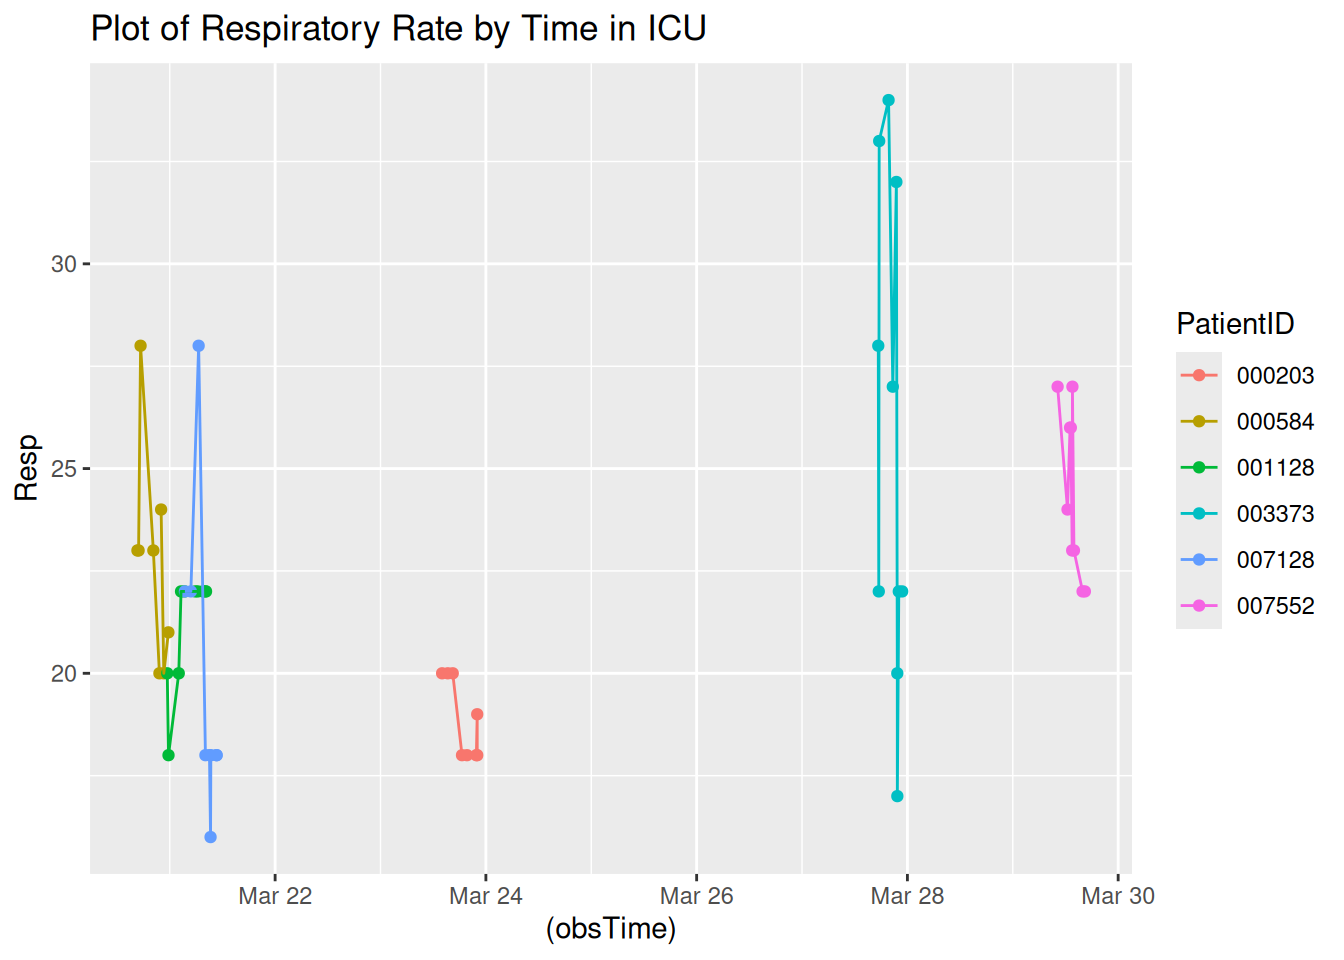 Plot of Respiratory Rate by Time in ICU
Resp
30
25
20
Mar 22 Mar 24 Mar 26 Mar 28 Mar 30
(obsTime)
PatientID
000203
000584
001128
003373
007128
007552